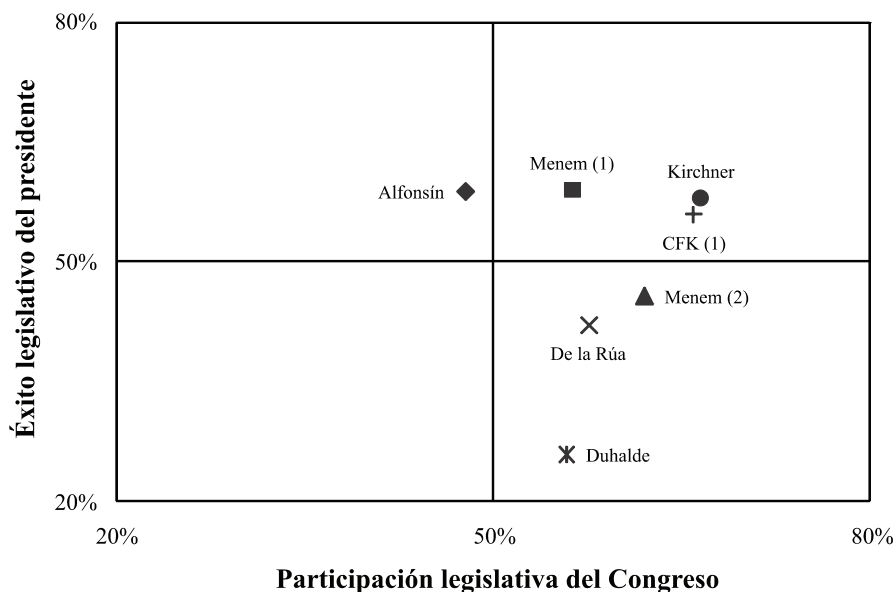 80%
Éxito legislativo del presidente
Menem (1)
Kirchner
Alfonsín
CFK (1)
50%
Menem (2)
De la Rúa
Duhalde
20%
20%
50%
80%
Participación legislativa del Congreso